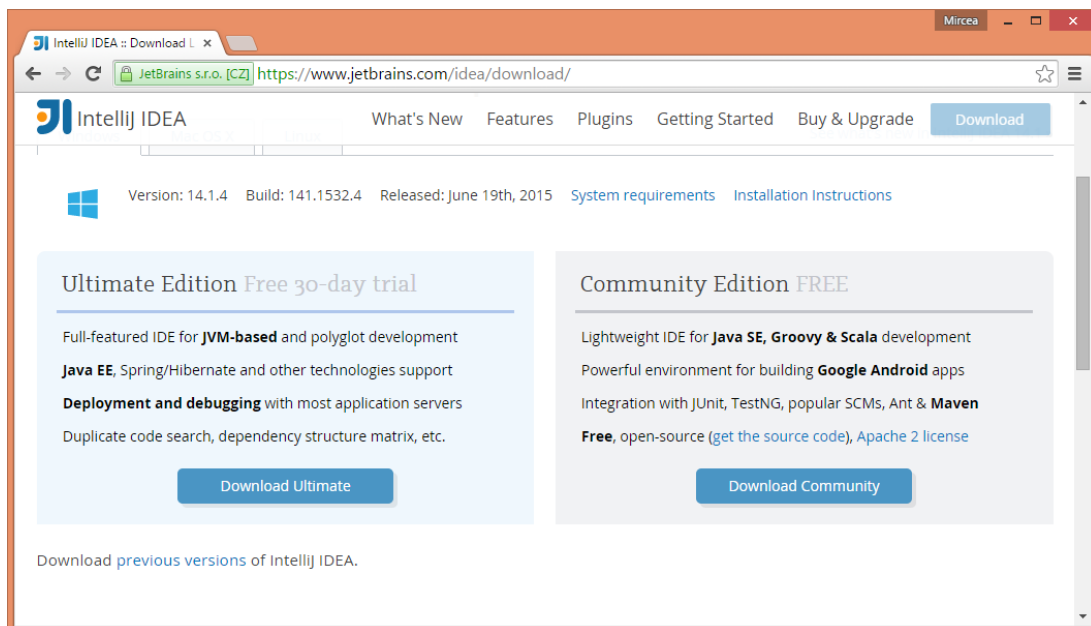 Mircea
IntelliJ IDEA :: Download L
JetBrains s.r.o. [CZ] https://www.jetbrains.com/idea/download/
IntelliJ IDEA What's New Features Plugins Getting Started Buy & Upgrade Download
Version: 14.1.4 Build: 141.1532.4 Released: June 19th, 2015 System requirements Installation Instructions
Ultimate Edition Free 30-day trial
Full-featured IDE for JVM-based and polyglot development
Java EE, Spring/Hibernate and other technologies support
Deployment and debugging with most application servers
Duplicate code search, dependency structure matrix, etc.
Download Ultimate
Community Edition FREE
Lightweight IDE for Java SE, Groovy & Scala development
Powerful environment for building Google Android apps
Integration with JUnit, TestNG, popular SCMs, Ant & Maven
Free, open-source (get the source code), Apache 2 license
Download Community
Download previous versions of IntelliJ IDEA.